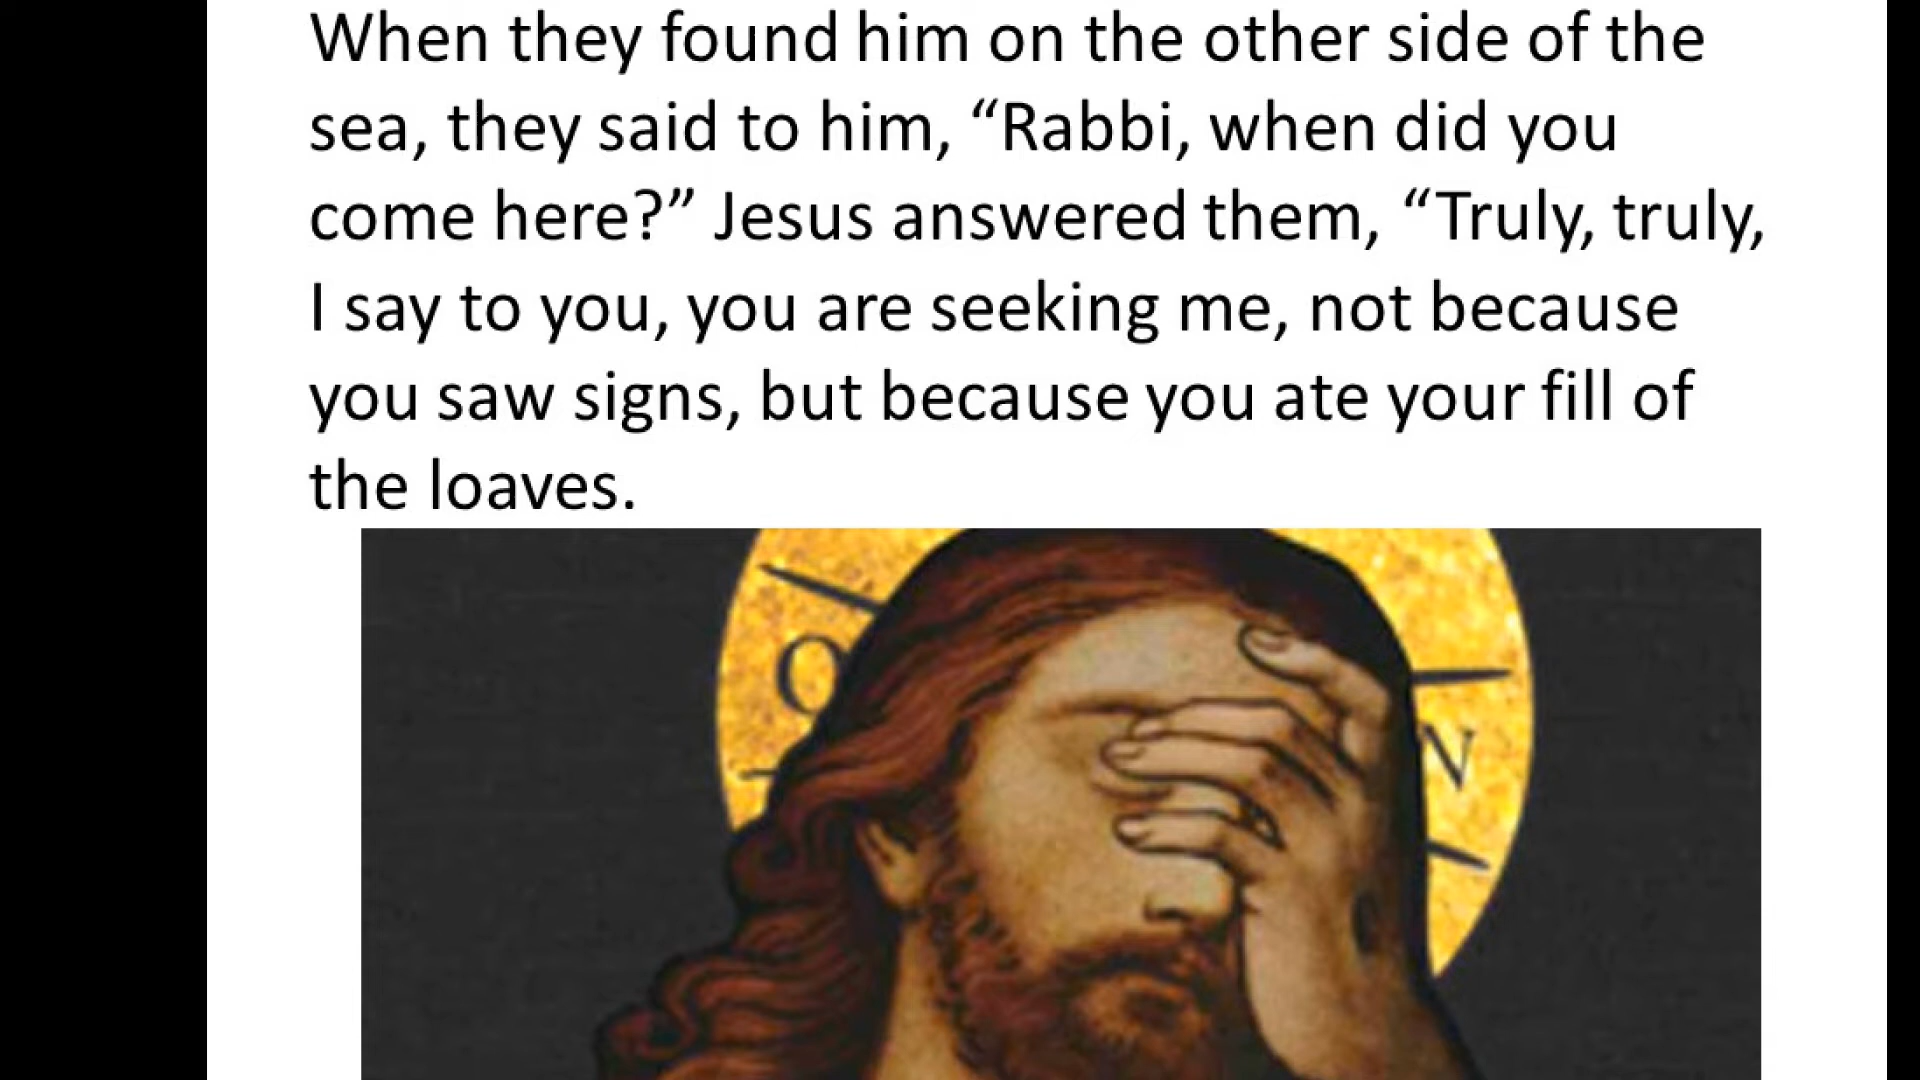 When they found him on the other side of the
sea, they said to him, “Rabbi, when did you
come here?” Jesus answered them, “Truly, truly,
I say to you, you are seeking me, not because
you saw signs, but because you ate your fill of
the loaves.
O
N